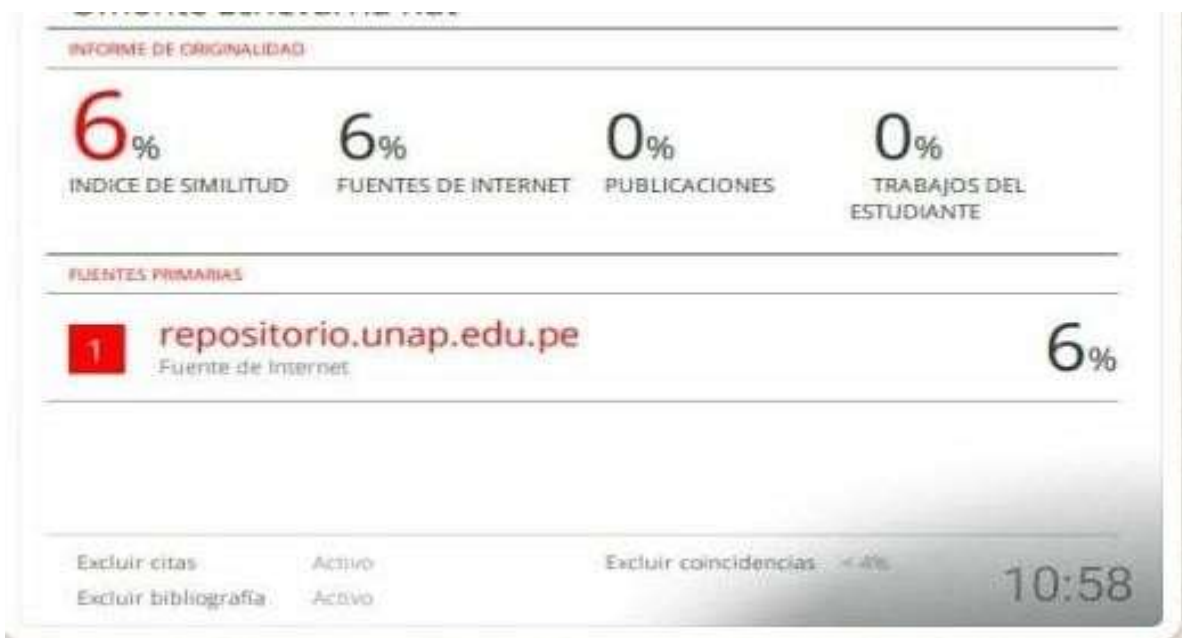 INFORME DE ORIGINALIDAD
6%
INDICE DE SIMILITUD
6%
FUENTES DE INTERNET
0%
PUBLICACIONES
0%
TRABAJOS DEL
ESTUDIANTE
FUENTES PRIMARIAS
1
repositorio.unap.edu.pe
Fuente de Internet
6%
Excluir citas
Activo
Excluir coincidencias
< 4%
Excluir bibliografía
Activo
10:58